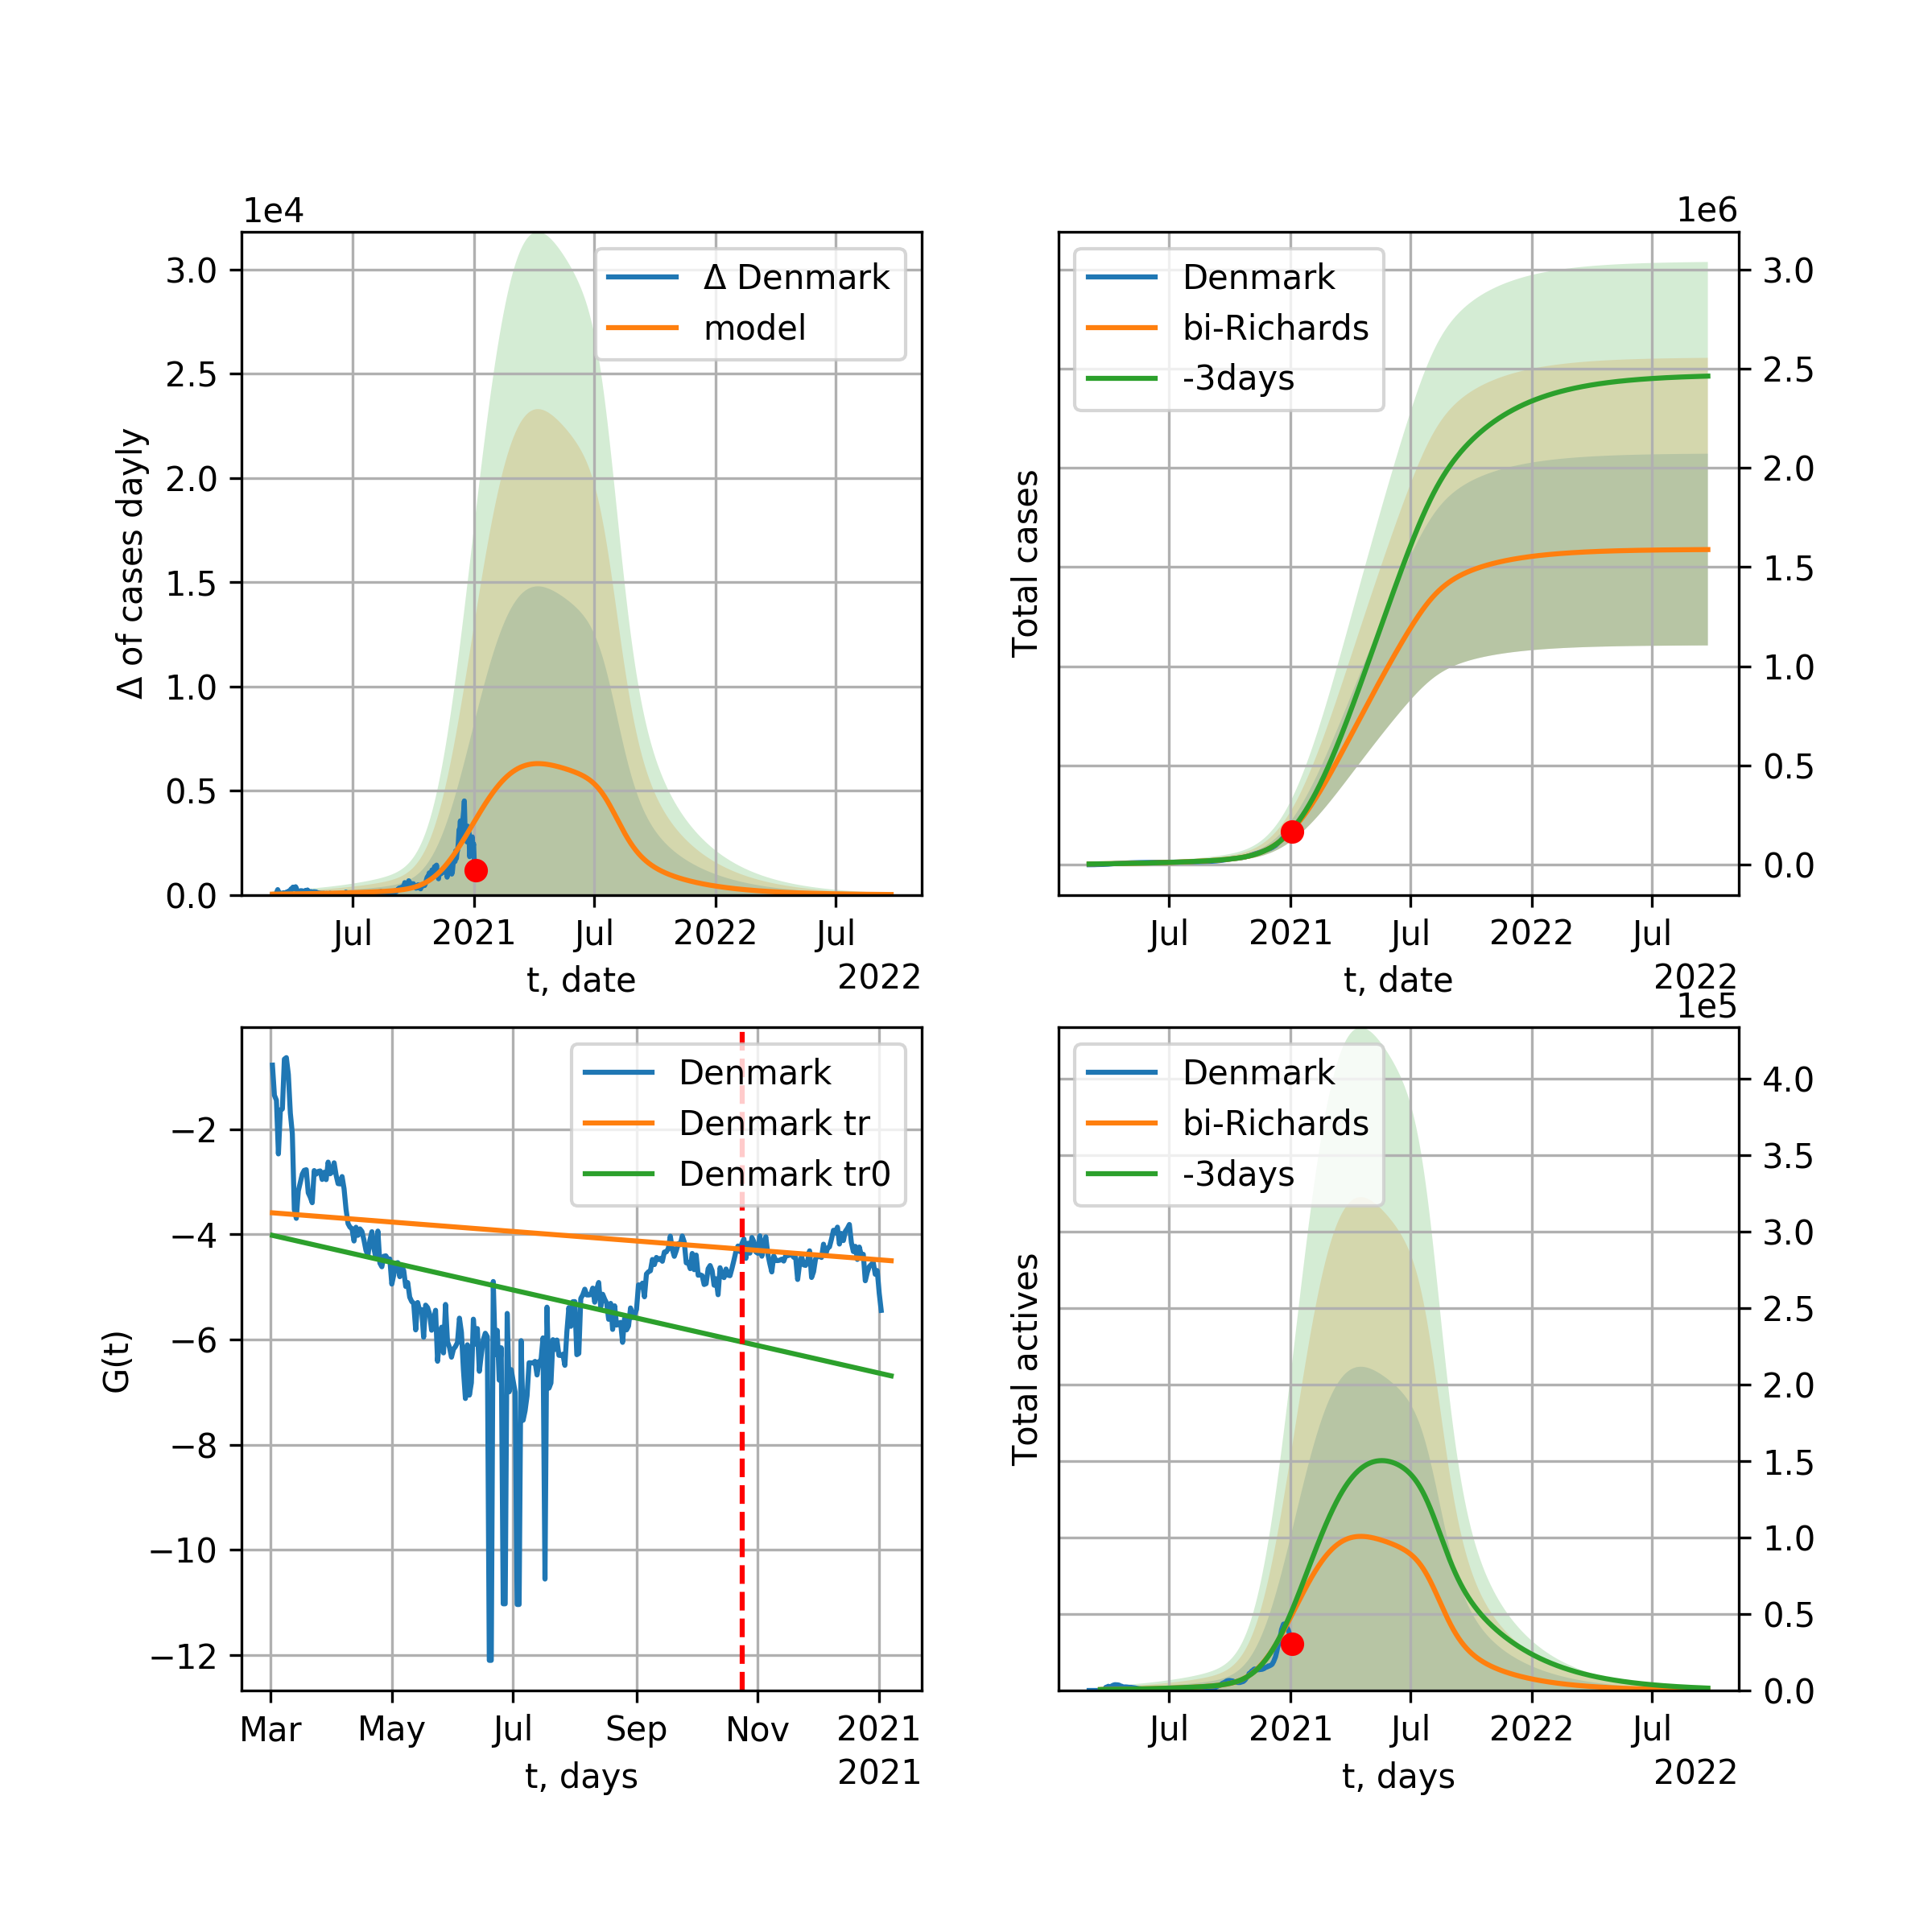 1e4
3.0
2.5
2.0
1.5
1.0
0.5
0.0
Δ of cases dayly
Δ Denmark
model
Jul
2021
Jul
2022
Jul
t, date
2022
1e6
Denmark
bi-Richards
-3days
Total cases
3.0
2.5
2.0
1.5
1.0
0.5
0.0
Jul
2021
Jul
2022
Jul
t, date
2022
G(t)
−2
−4
−6
−8
−10
−12
Denmark
Denmark tr
Denmark tr0
Mar
May
Jul
Sep
Nov
2021
t, days
2021
1e5
Denmark
bi-Richards
-3days
Total actives
4.0
3.5
3.0
2.5
2.0
1.5
1.0
0.5
0.0
Jul
2021
Jul
2022
Jul
t, days
2022